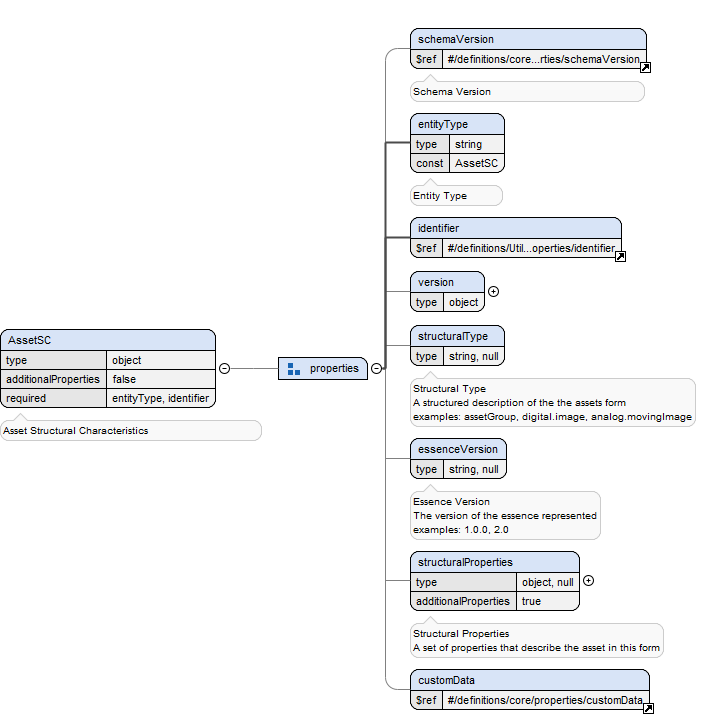 AssetSC
type object
additionalProperties false
required entityType, identifier
Asset Structural Characteristics
properties
schemaVersion
$ref #/definitions/core...rties/schemaVersion
Schema Version
entityType
type string
const AssetSC
Entity Type
identifier
$ref #/definitions/Util...operties/identifier
version
type object
structuralType
type string, null
Structural Type
A structured description of the the assets form
examples: assetGroup, digital.image, analog.movingImage
essenceVersion
type string, null
Essence Version
The version of the essence represented
examples: 1.0.0, 2.0
structuralProperties
type object, null
additionalProperties true
Structural Properties
A set of properties that describe the asset in this form
customData
$ref #/definitions/core/properties/customData